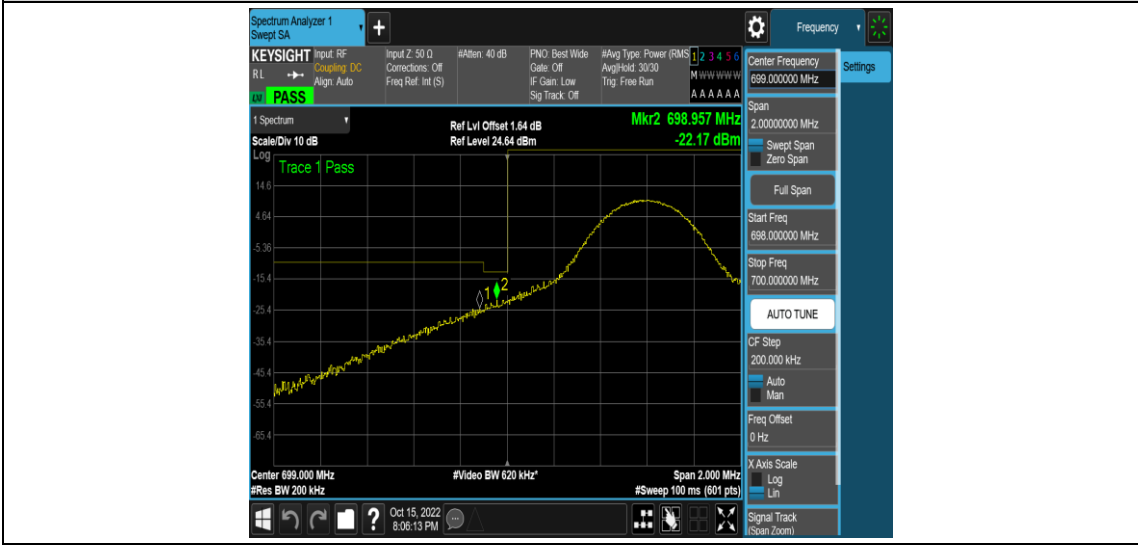 Spectrum Analyzer 1
Swept SA
+
Frequency
KEYSIGHT
RL
PASS
Input: RF
Coupling: DC
Align: Auto
Input Z: 50 Ω
Corrections: Off
Freq Ref: Int (S)
#Atten: 40 dB
PNO: Best Wide
Gate: Off
IF Gain: Low
Sig Track: Off
#Avg Type: Power (RMS
Avg|Hold: 30/30
Trig: Free Run
1 2 3 4 5 6
M W W W W W
A A A A A A
1 Spectrum
Scale/Div 10 dB
Ref Lvl Offset 1.64 dB
Ref Level 24.64 dBm
Mkr2 698.957 MHz
-22.17 dBm
Log
Trace 1 Pass
14.6
4.64
-5.36
-15.4
-25.4
-35.4
-45.4
-55.4
-65.4
1
2
Center 699.000 MHz
#Res BW 200 kHz
#Video BW 620 kHz*
Span 2.000 MHz
#Sweep 100 ms (601 pts)
Center Frequency
699.000000 MHz
Settings
Span
2.00000000 MHz
Swept Span
Zero Span
Full Span
Start Freq
698.000000 MHz
Stop Freq
700.000000 MHz
AUTO TUNE
CF Step
200.000 kHz
Auto
Man
Freq Offset
0 Hz
X Axis Scale
Log
Lin
Signal Track
(Span Zoom)
?
Oct 15, 2022
8:06:13 PM